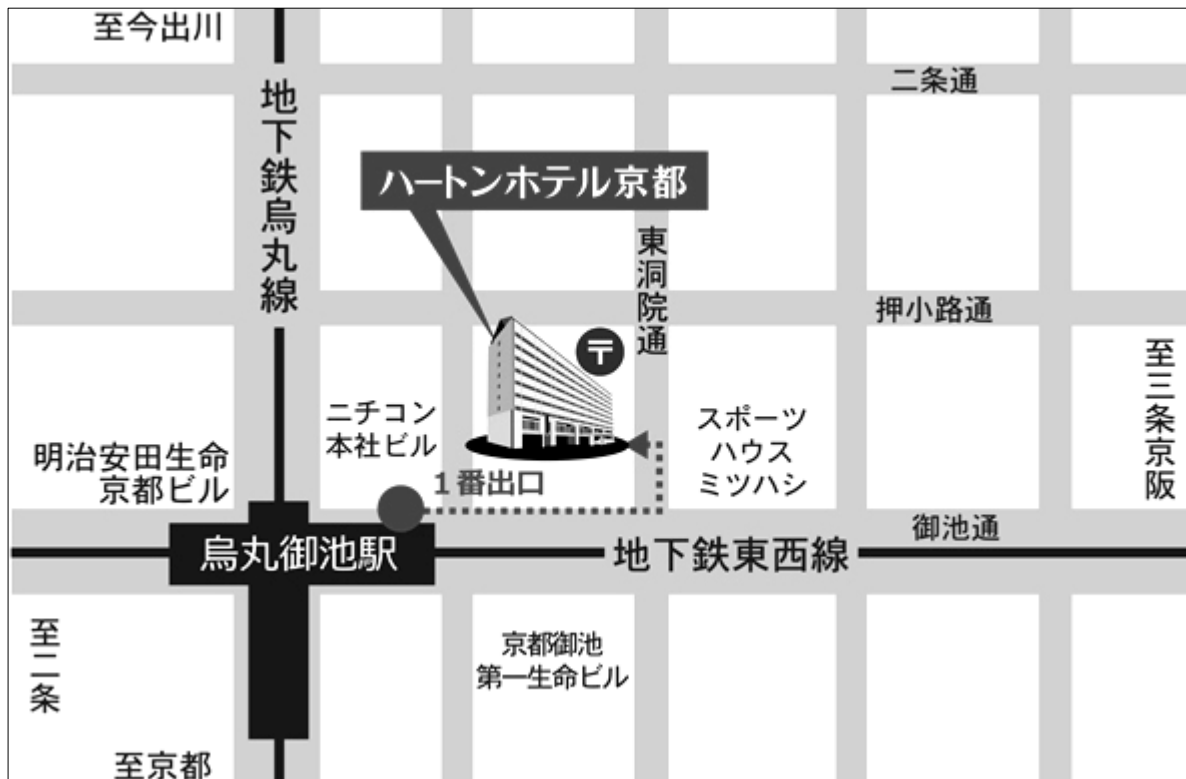 至今出川
二条通
地下鉄烏丸線
ハートンホテル京都
東洞院通
押小路通
〒
至三条京阪
ニチコン
本社ビル
スポーツ
ハウス
ミツハシ
明治安田生命
京都ビル
1番出口
御池通
烏丸御池駅
地下鉄東西線
至二条
京都御池
第一生命ビル
至京都